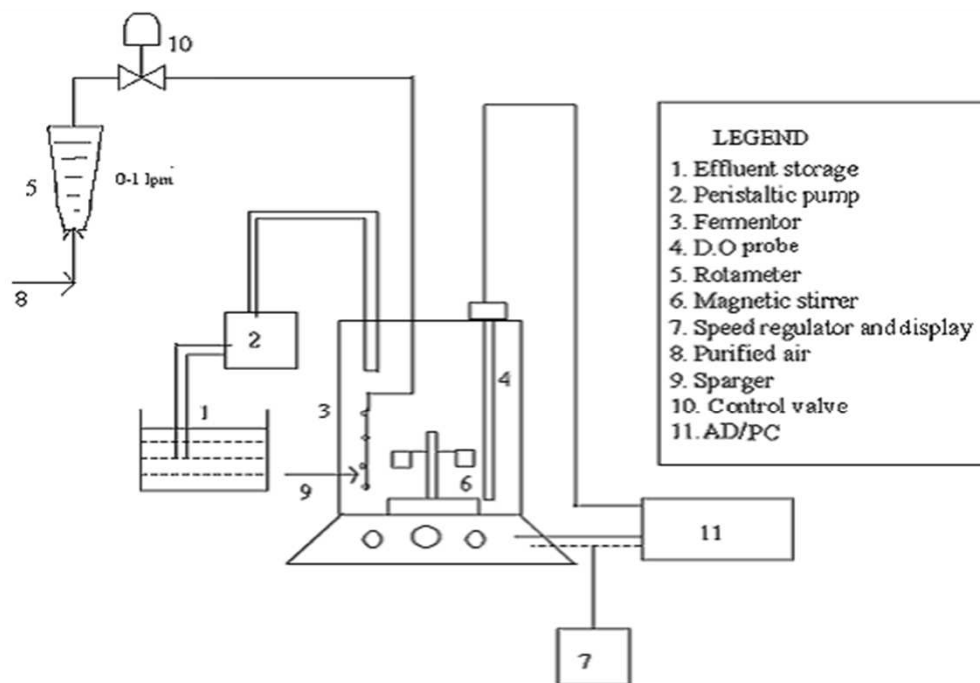 10
5
0-1 lpm
8
2
1
3
4
9
6
11
7
LEGEND
1. Effluent storage
2. Peristaltic pump
3. Fermentor
4. D.O probe
5. Rotameter
6. Magnetic stirrer
7. Speed regulator and display
8. Purified air
9. Sparger
10. Control valve
11. AD/PC